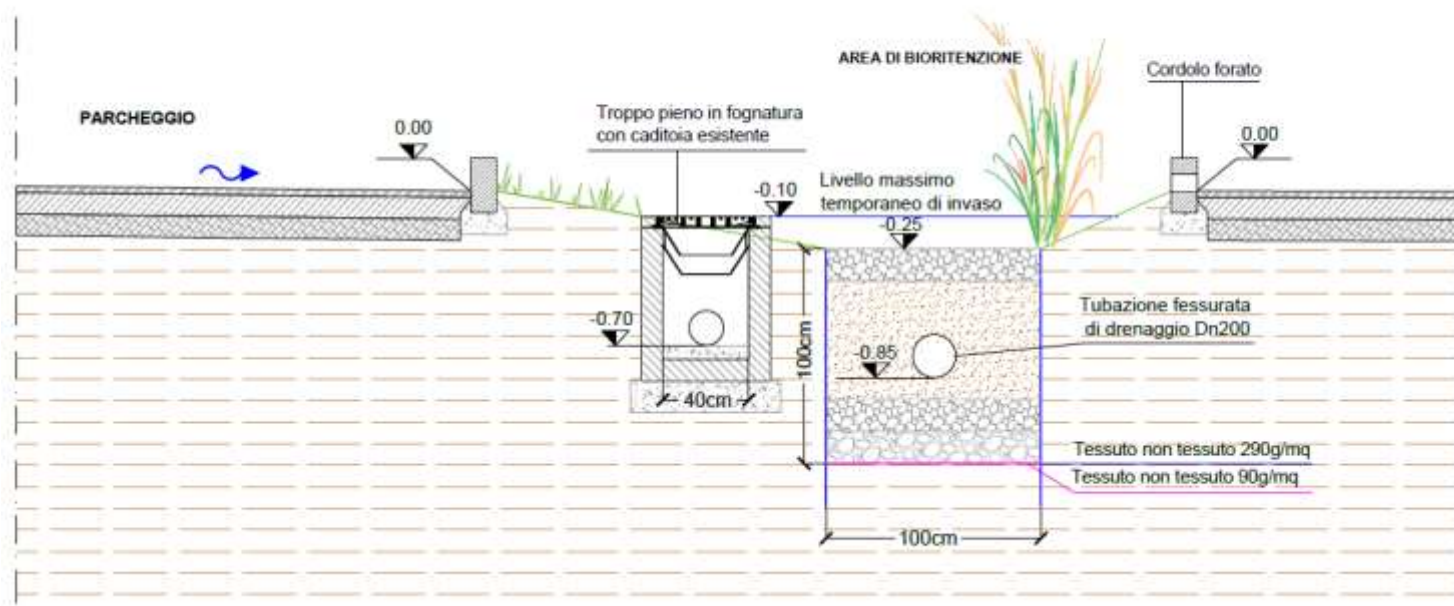 AREA DI BIORITENZIONE
Cordolo forato
PARCHEGGIO
Troppo pieno in fognatura
con caditoia esistente
0.00
0.00
-0.10
Livello massimo
temporaneo di invaso
-0.25
Tubazione fessurata
di drenaggio Dn200
-0.70
-0.85
100cm
40cm
Tessuto non tessuto 290g/mq
Tessuto non tessuto 90g/mq
100cm